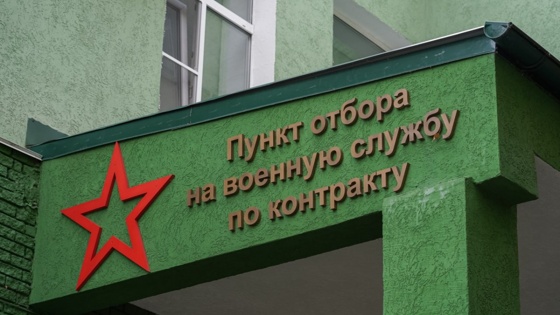 Пункт отбора
на военную службу
по контракту